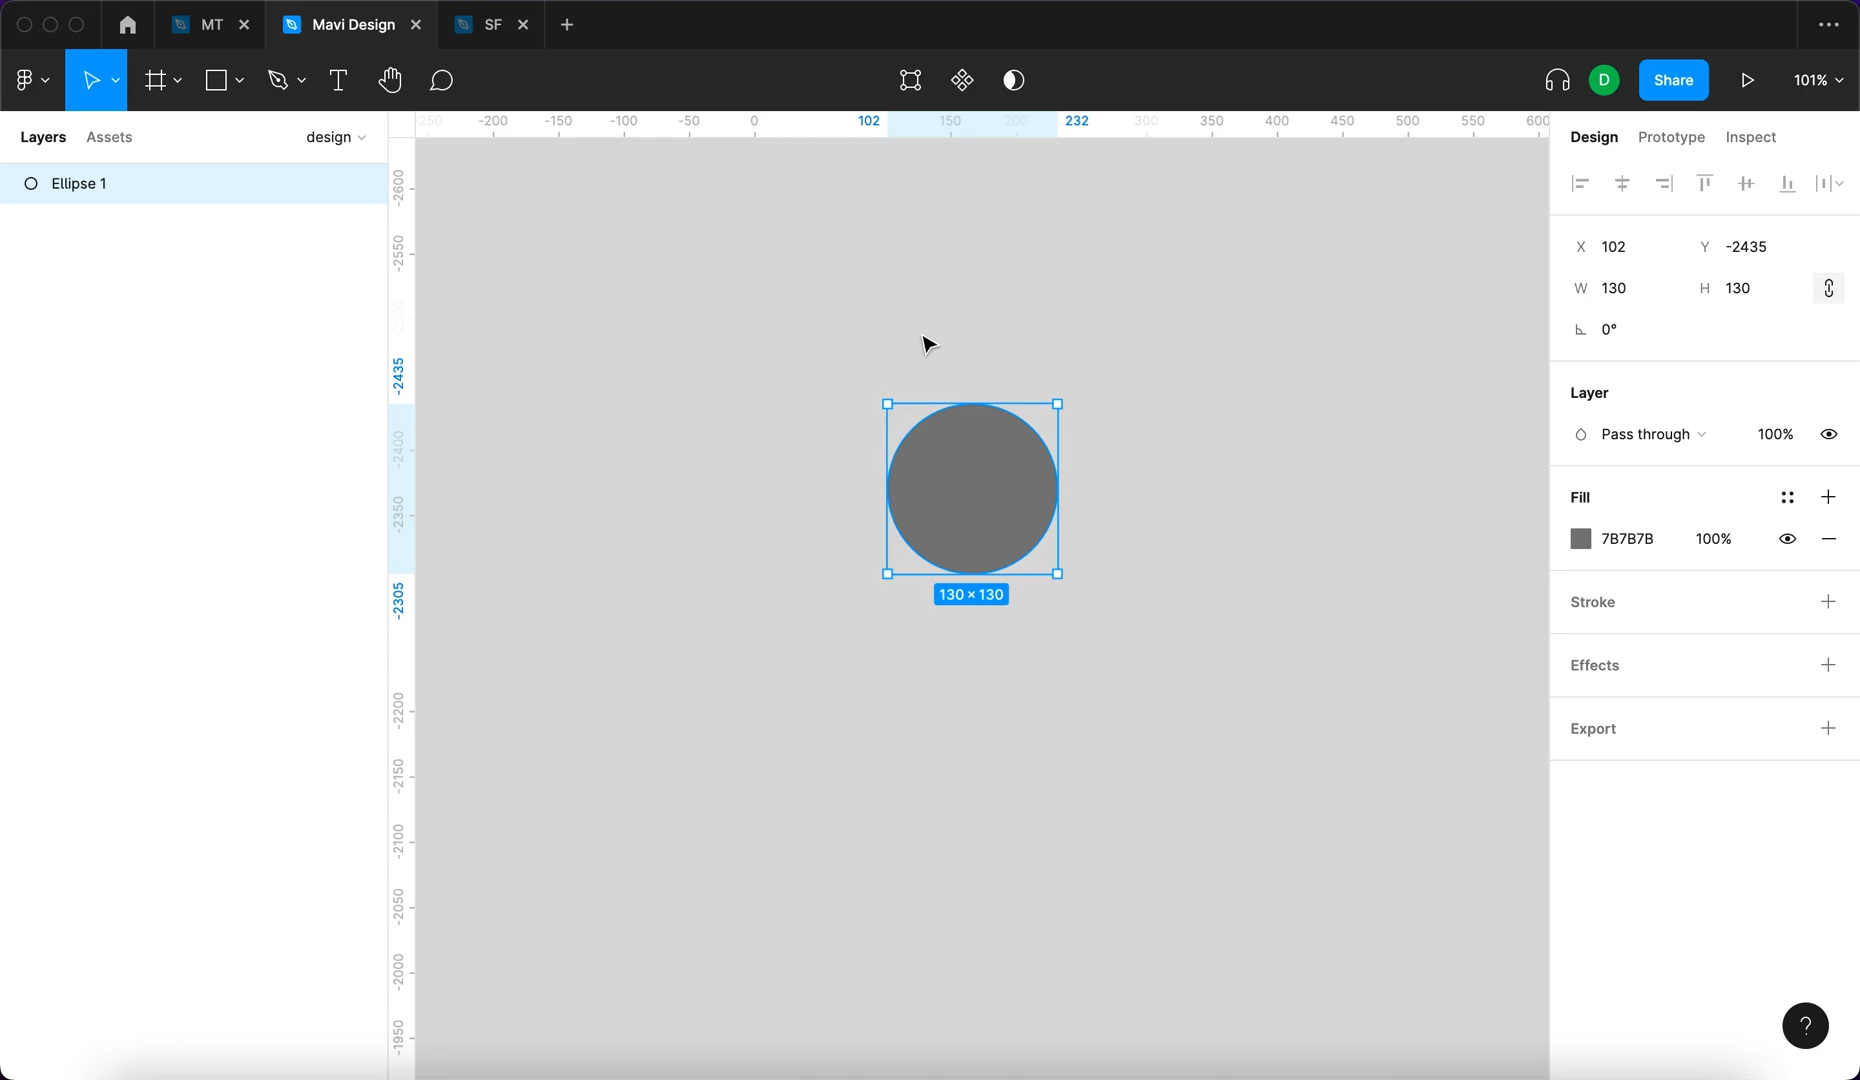 MT
Mavi Design
SF
D
Share
101%
Layers
Assets
design
Ellipse 1
250 -200 -150 -100 -50 0 102 150 200 232 300 350 400 450 500 550 600
-2600
-2550
-2500
-2435
-2400
-2350
-2305
-2200
-2150
-2100
-2050
-2000
-1950
130 × 130
Design
Prototype
Inspect
X 102 Y -2435
W 130 H 130
0°
Layer
Pass through 100%
Fill
7B7B7B 100%
Stroke
Effects
Export
?